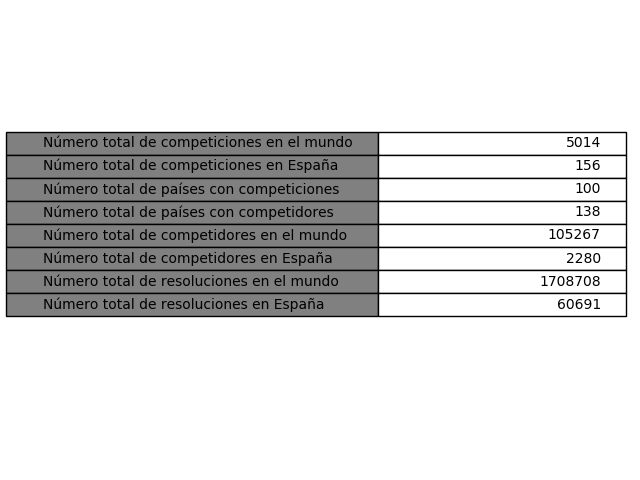 Número total de competiciones en el mundo 5014
Número total de competiciones en España 156
Número total de países con competiciones 100
Número total de países con competidores 138
Número total de competidores en el mundo 105267
Número total de competidores en España 2280
Número total de resoluciones en el mundo 1708708
Número total de resoluciones en España 60691